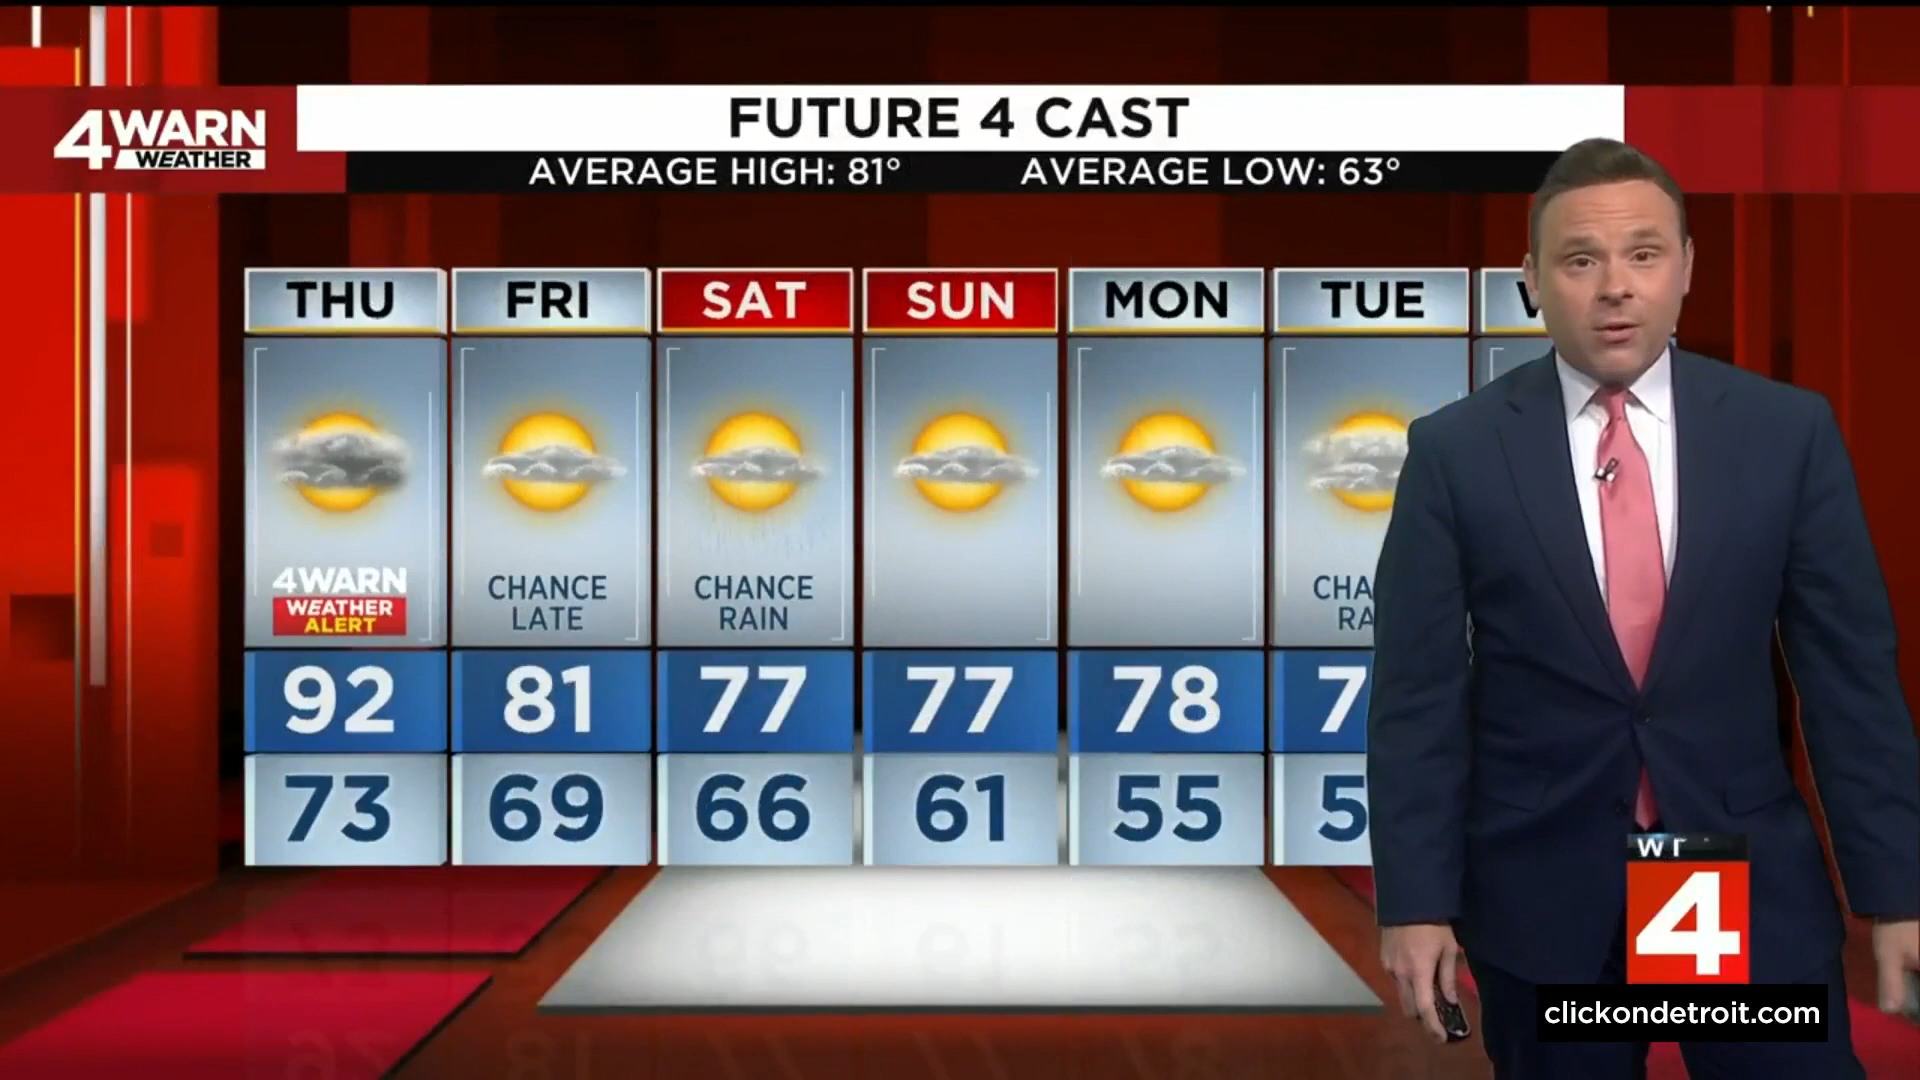 FUTURE 4 CAST
4WARN
WEATHER
AVERAGE HIGH: 81° AVERAGE LOW: 63°
THU FRI SAT SUN MON TUE
4WARN
WEATHER
ALERT
CHANCE
LATE
CHANCE
RAIN
92 81 77 77 78
73 69 66 61 55
4
clickondetroit.com